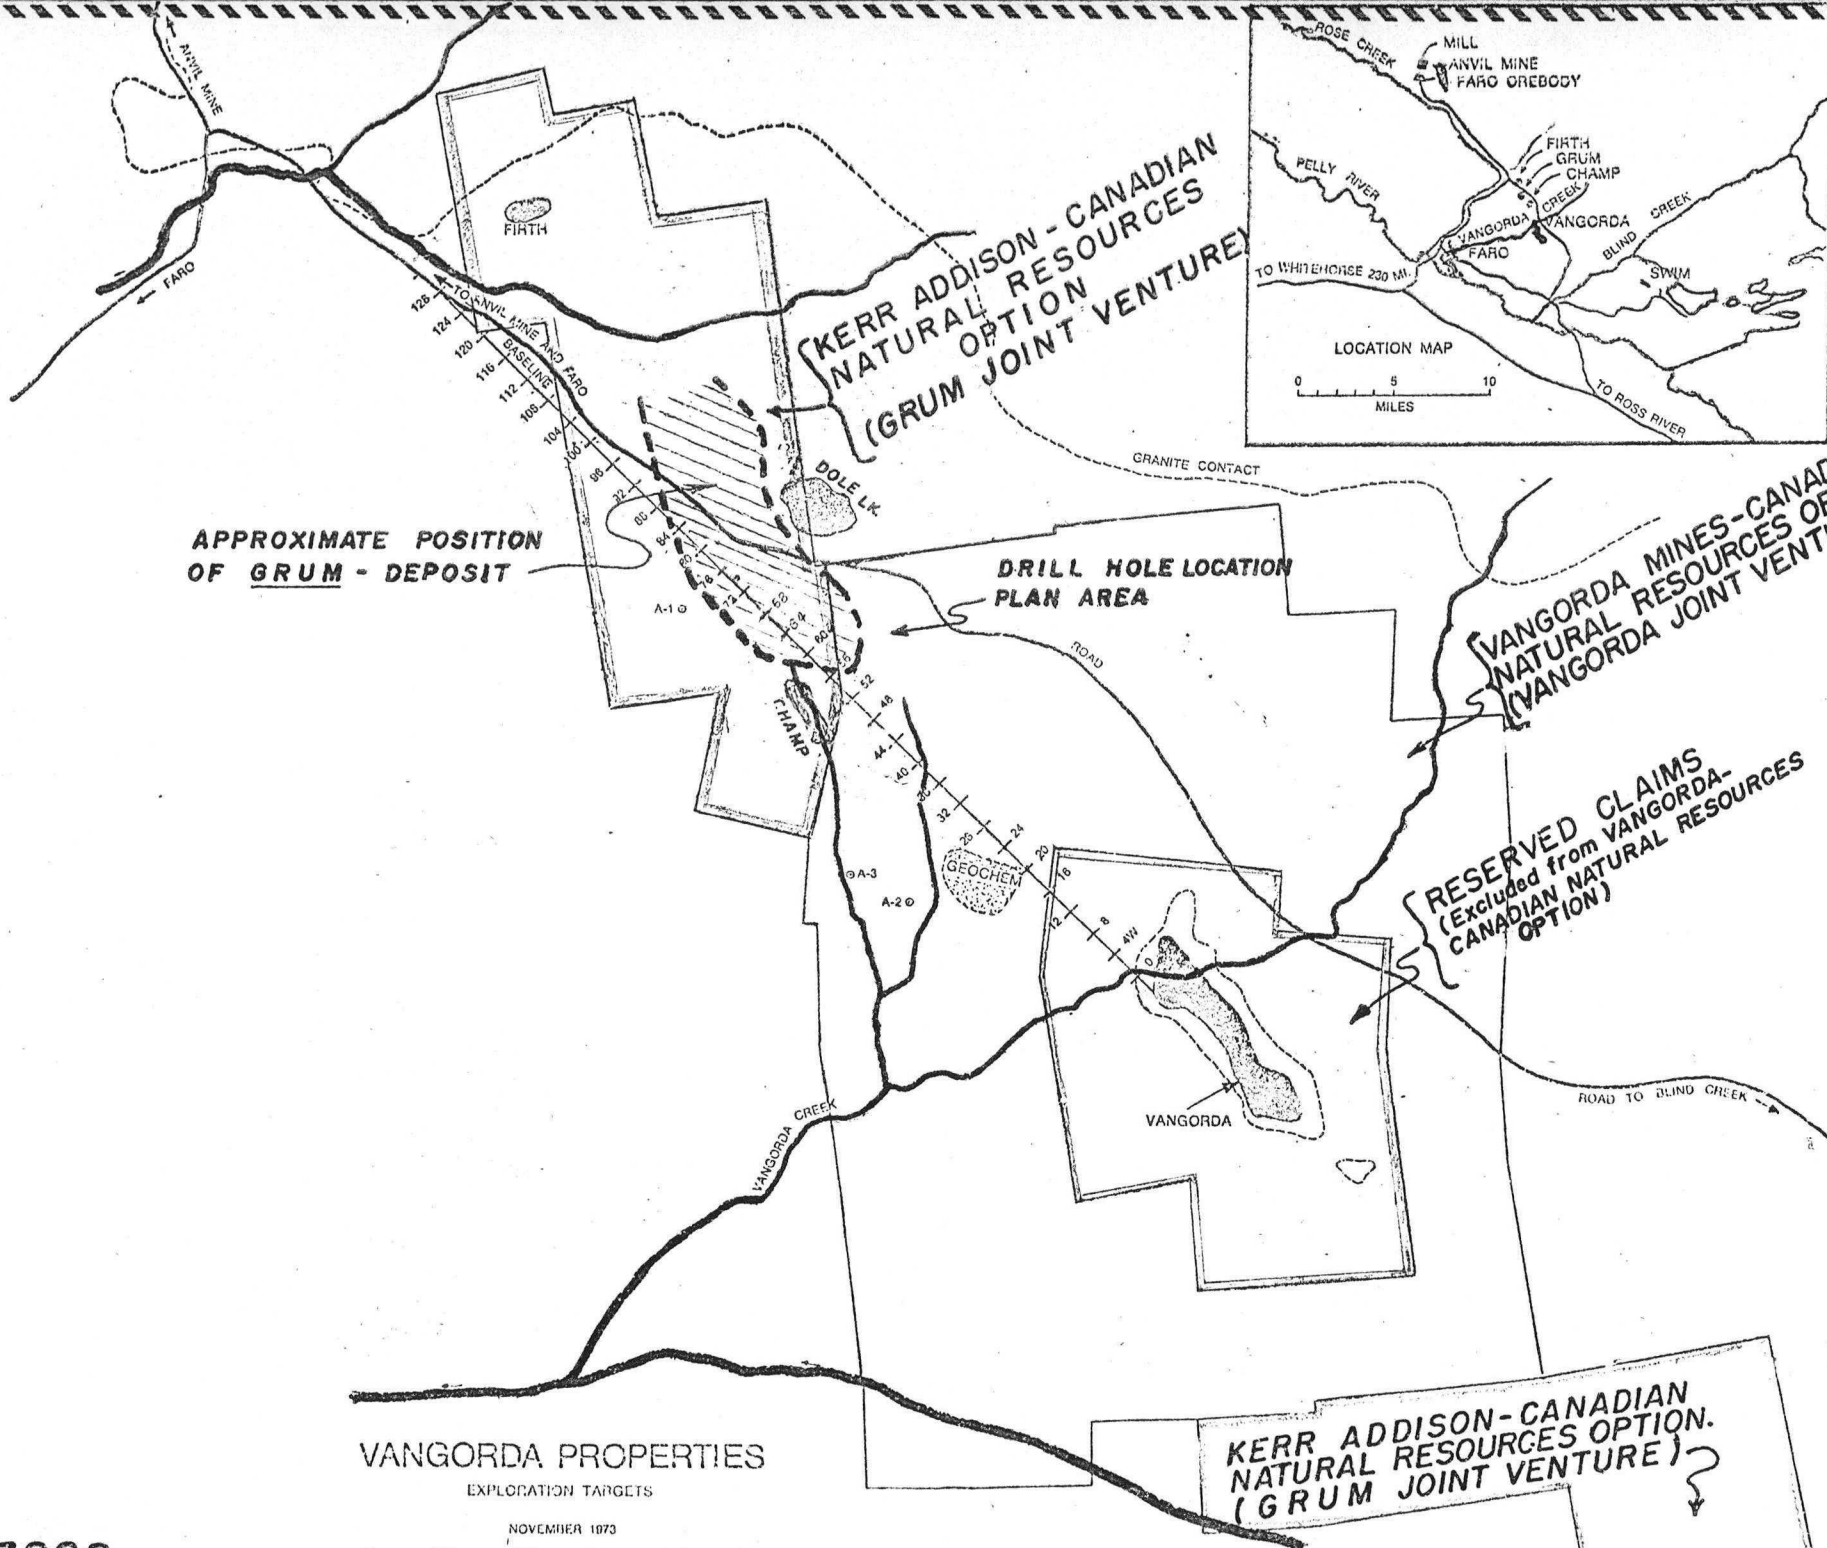 ANVIL MINE
FARO
FIRTH
TO ANVIL MINE AND FARO
BASELINE
128
124
120
116
112
108
104
100
96
92
84
80
76
72
68
64
60
56
52
48
44
40
32
24
20
16
12
8
4W
0
KERR ADDISON - CANADIAN
NATURAL RESOURCES
OPTION
(GRUM JOINT VENTURE)
ROSE CREEK
MILL
ANVIL MINE
FARO OREBODY
FIRTH
GRUM
CHAMP
PELLY RIVER
VANGORDA CREEK
VANGORDA
BLIND CREEK
FARO
SWIM
TO WHITEHORSE 230 MI.
LOCATION MAP
0 5 10
MILES
TO ROSS RIVER
DOLE LK.
GRANITE CONTACT
APPROXIMATE POSITION
OF GRUM - DEPOSIT
A-1
DRILL HOLE LOCATION
PLAN AREA
ROAD
VANGORDA MINES-CANAD
NATURAL RESOURCES OP
(VANGORDA JOINT VENT
CHAMP
A-3
A-2
GEOCHEM
RESERVED CLAIMS
(Excluded from VANGORDA-
CANADIAN NATURAL RESOURCES
OPTION)
VANGORDA
VANGORDA CREEK
ROAD TO BLIND CREEK
KERR ADDISON-CANADIAN
NATURAL RESOURCES OPTION.
(GRUM JOINT VENTURE)
VANGORDA PROPERTIES
EXPLORATION TARGETS
NOVEMBER 1973